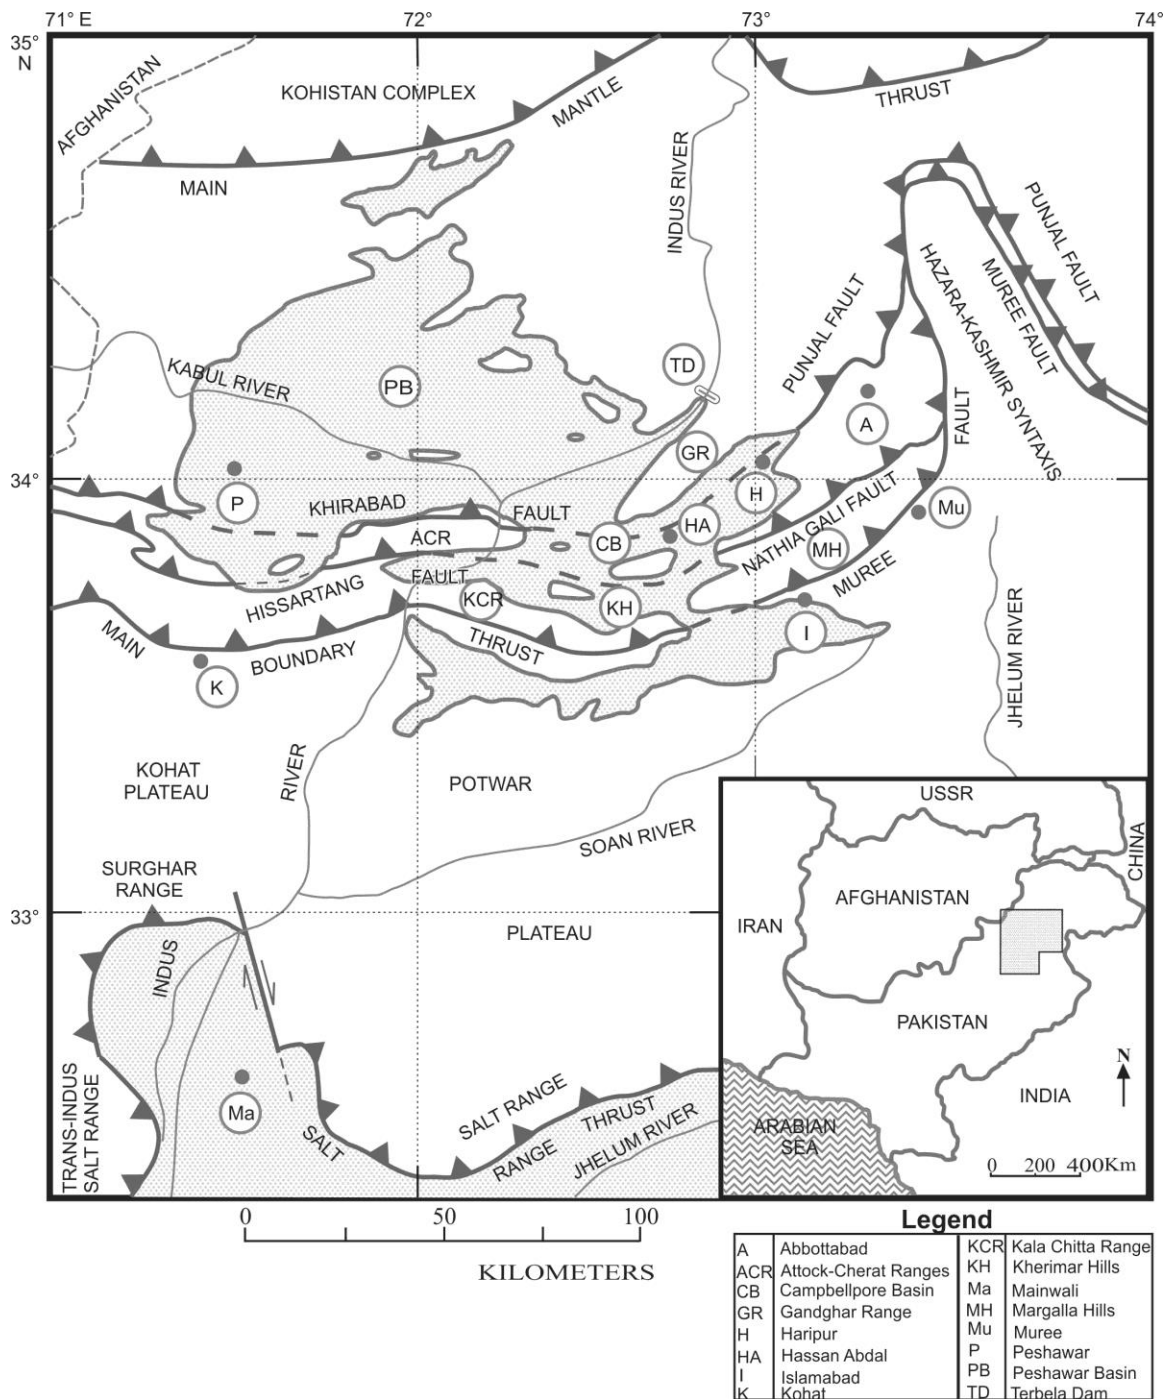 71° E
72°
73°
74°
35°
N
AFGHANISTAN
KOHISTAN COMPLEX
MANTLE
THRUST
MAIN
INDUS RIVER
PUNJAL FAULT
MUREE FAULT
HAZARA-KASHMIR SYNTAXIS
PUNJAL FAULT
KABUL RIVER
PB
TD
A
FAULT
GR
34°
P
KHIRABAD
FAULT
H
NATHIA GALI FAULT
Mu
ACR
CB
HA
MH
HISSARTANG
FAULT
KCR
KH
MUREE
MAIN
BOUNDARY
THRUST
I
K
JHELUM RIVER
KOHAT
PLATEAU
RIVER
POTWAR
SOAN RIVER
SURGHAR
RANGE
33°
INDUS
PLATEAU
TRANS-INDUS
SALT RANGE
Ma
SALT
SALT RANGE
RANGE
THRUST
JHELUM RIVER
USSR
CHINA
AFGHANISTAN
IRAN
PAKISTAN
N
INDIA
ARABIAN
SEA
0 200 400Km
0 50 100
KILOMETERS
Legend
A Abbottabad
ACR Attock-Cherat Ranges
CB Campbellpore Basin
GR Gandghar Range
H Haripur
HA Hassan Abdal
I Islamabad
K Kohat
KCR Kala Chitta Range
KH Kherimar Hills
Ma Mainwali
MH Margalla Hills
Mu Muree
P Peshawar
PB Peshawar Basin
TD Terbela Dam